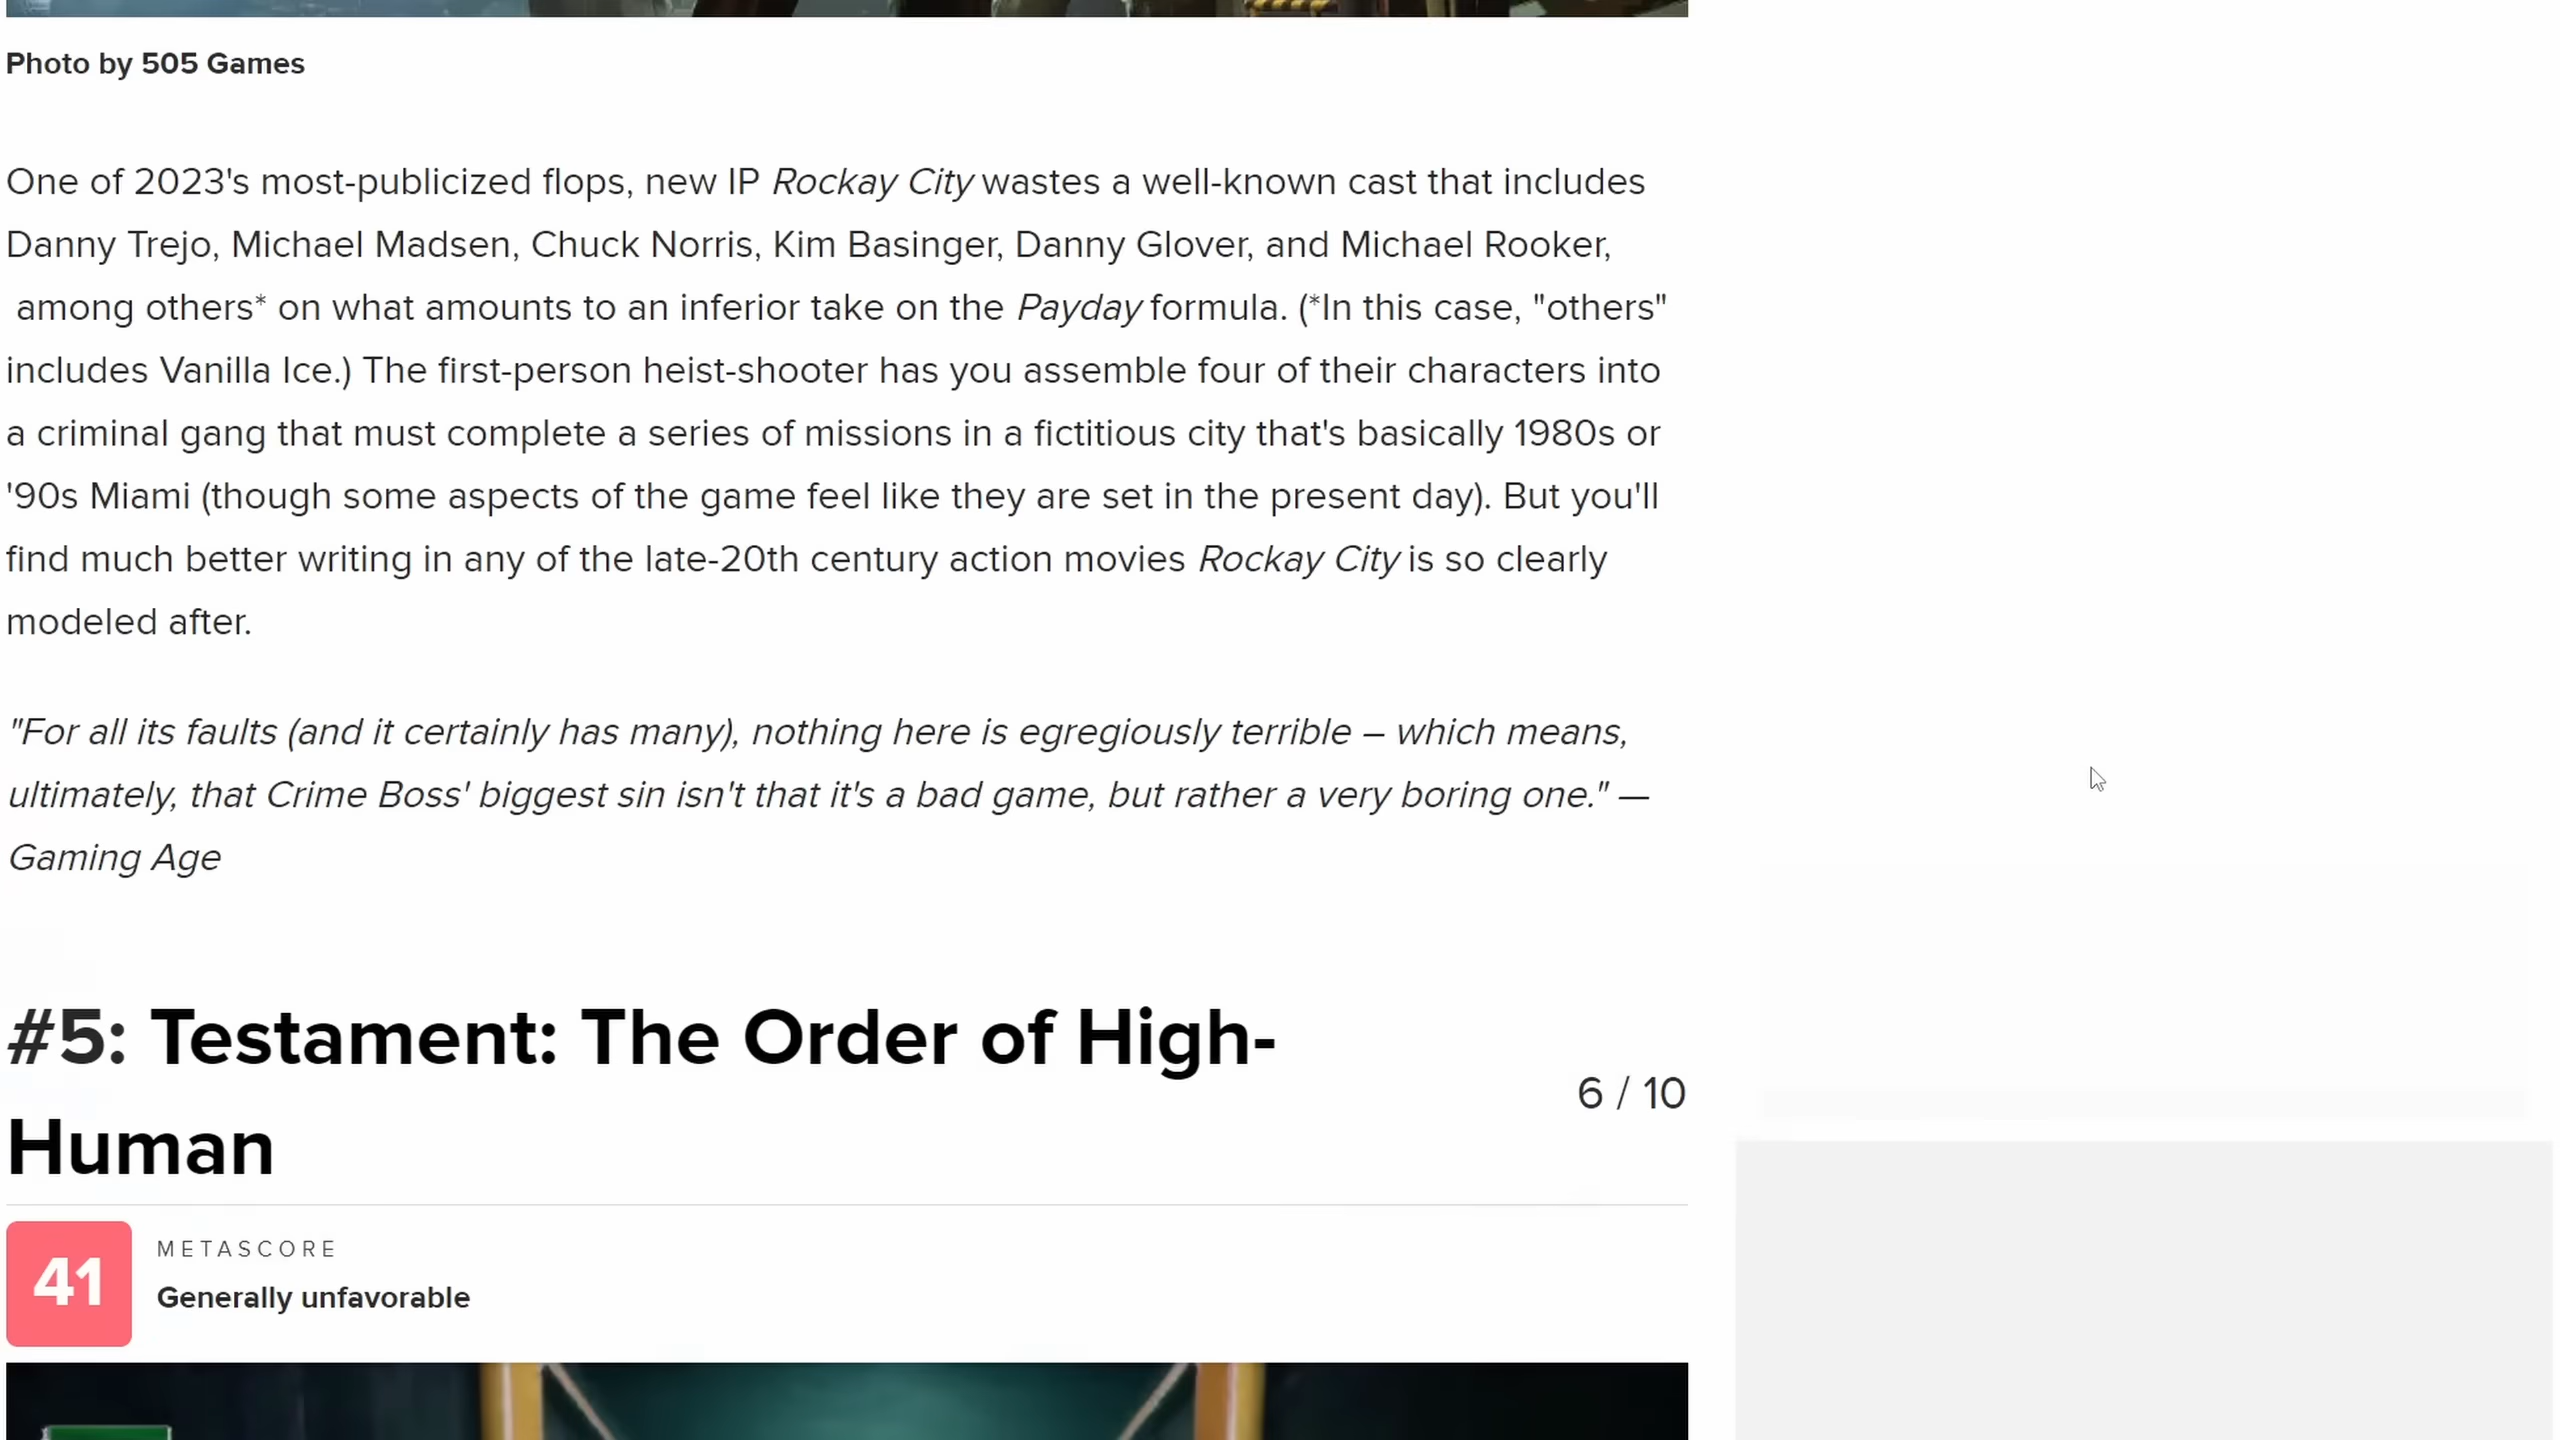 Photo by 505 Games
One of 2023's most-publicized flops, new IP Rockay City wastes a well-known cast that includes
Danny Trejo, Michael Madsen, Chuck Norris, Kim Basinger, Danny Glover, and Michael Rooker,
among others* on what amounts to an inferior take on the Payday formula. (*In this case, "others"
includes Vanilla Ice.) The first-person heist-shooter has you assemble four of their characters into
a criminal gang that must complete a series of missions in a fictitious city that's basically 1980s or
'90s Miami (though some aspects of the game feel like they are set in the present day). But you'll
find much better writing in any of the late-20th century action movies Rockay City is so clearly
modeled after.
"For all its faults (and it certainly has many), nothing here is egregiously terrible – which means,
ultimately, that Crime Boss' biggest sin isn't that it's a bad game, but rather a very boring one." —
Gaming Age
#5: Testament: The Order of High-
Human
6 / 10
41
METASCORE
Generally unfavorable